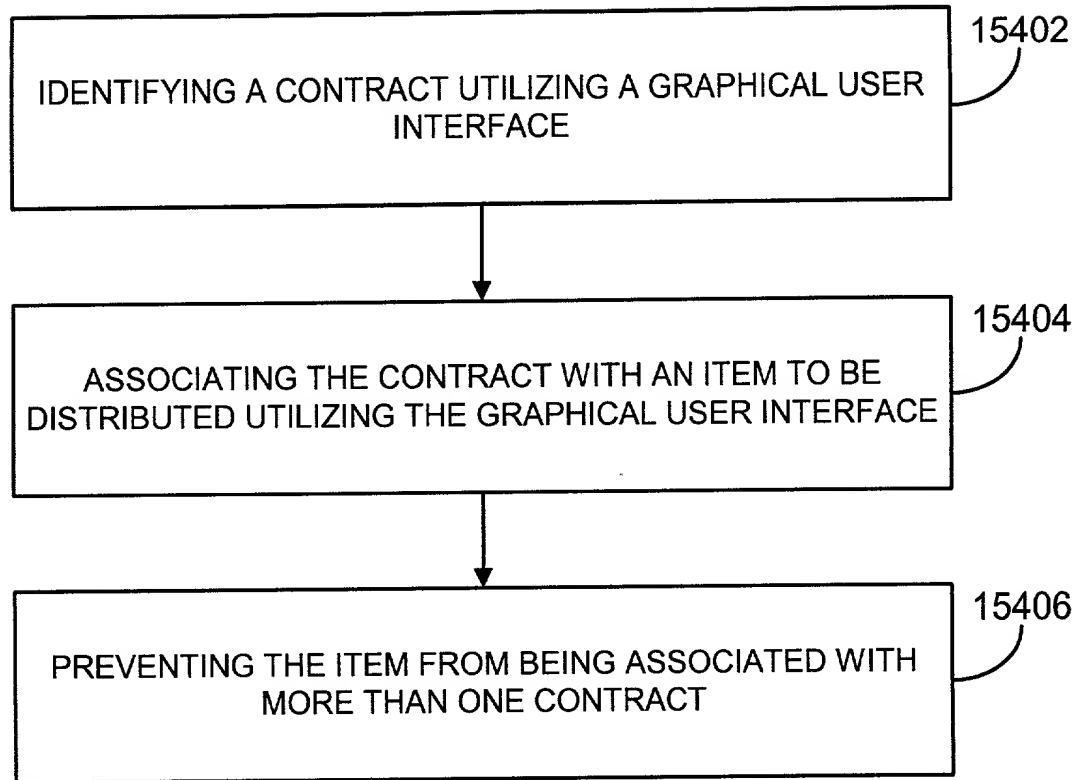 15402
IDENTIFYING A CONTRACT UTILIZING A GRAPHICAL USER
INTERFACE
15404
ASSOCIATING THE CONTRACT WITH AN ITEM TO BE
DISTRIBUTED UTILIZING THE GRAPHICAL USER INTERFACE
15406
PREVENTING THE ITEM FROM BEING ASSOCIATED WITH
MORE THAN ONE CONTRACT